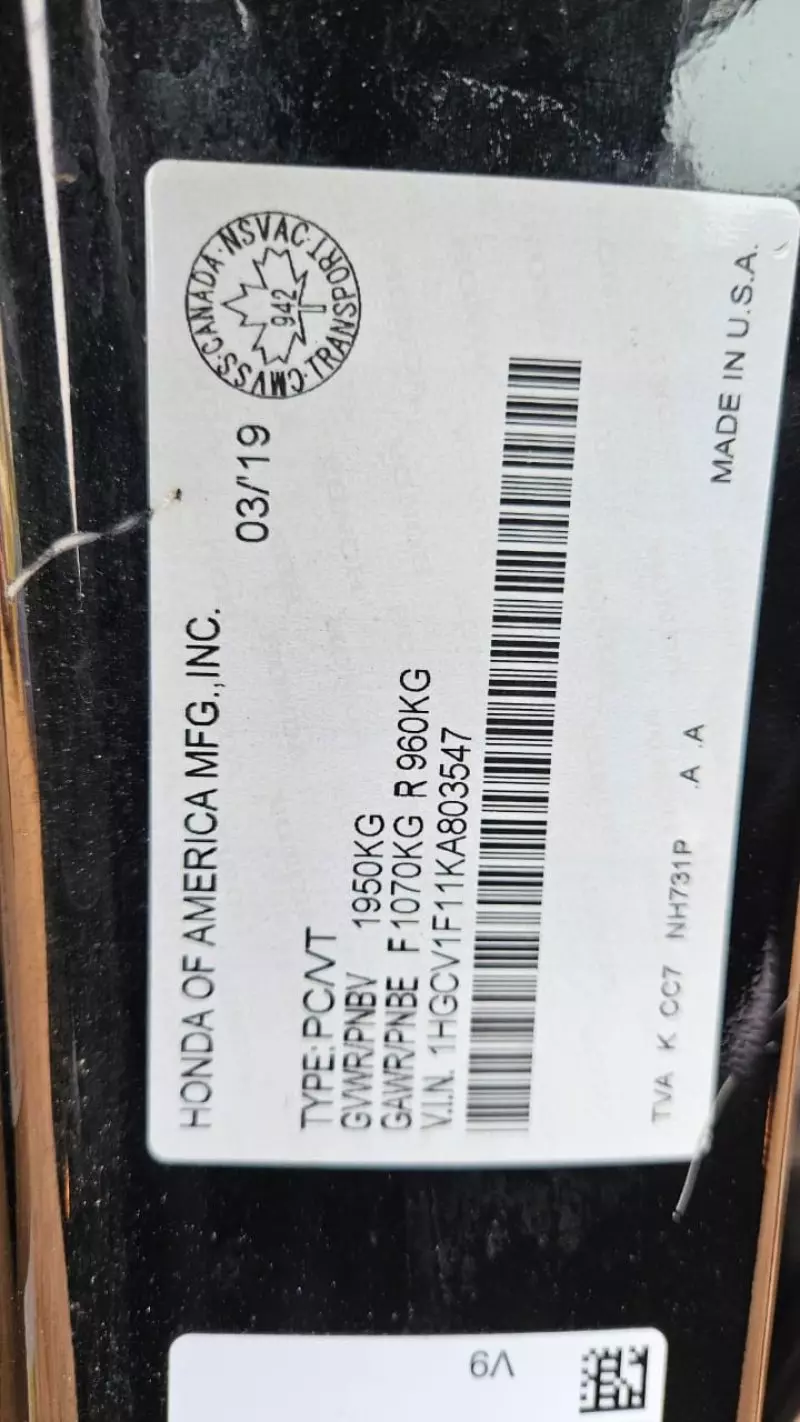 HONDA OF AMERICA MFG.,INC.
03/'19
CMVSS·CANADA·NSVAC·TRANSPORT
942
TYPE:PC/VT
GVWR/PNBV 1950KG
GAWR/PNBE F 1070KG R 960KG
V.I.N. 1HGCV1F11KA803547
TVA K CC7 NH731P .A .A
MADE IN U.S.A.
V9